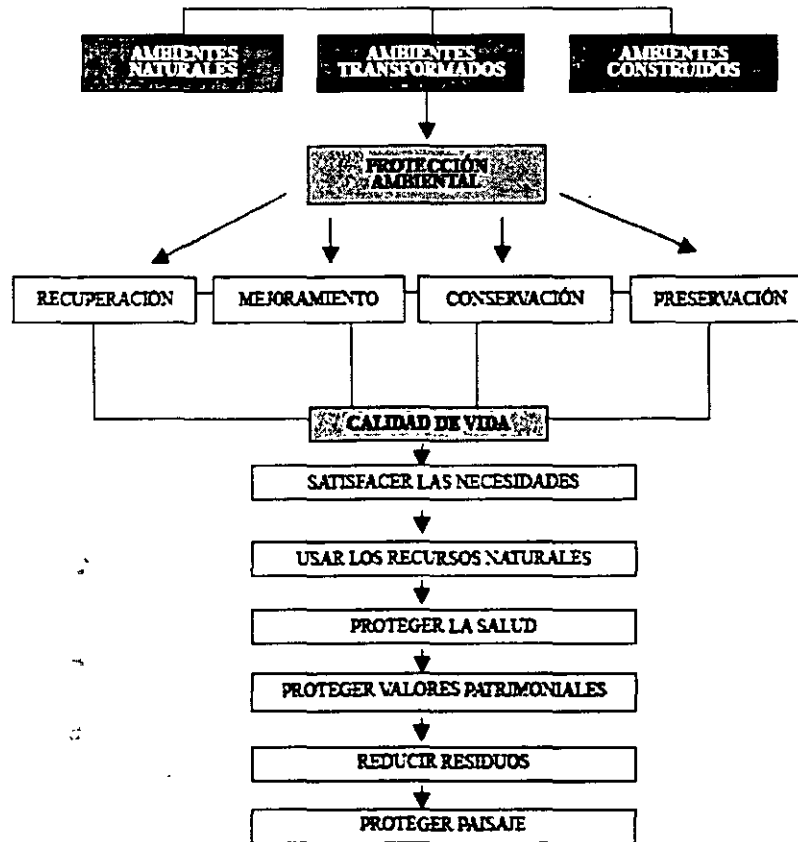 AMBIENTES
NATURALES
AMBIENTES
TRANSFORMADOS
AMBIENTES
CONSTRUIDOS
PROTECCIÓN
AMBIENTAL
RECUPERACIÓN
MEJORAMIENTO
CONSERVACIÓN
PRESERVACIÓN
CALIDAD DE VIDA
SATISFACER LAS NECESIDADES
USAR LOS RECURSOS NATURALES
PROTEGER LA SALUD
PROTEGER VALORES PATRIMONIALES
REDUCIR RESIDUOS
PROTEGER PAISAJE